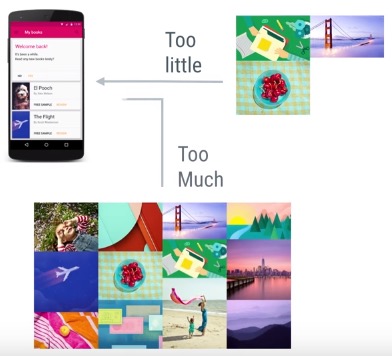 My books
Welcome back!
It's been a while.
Read any new books lately?
El Pooch
FREE SAMPLE
The Flight
FREE SAMPLE
Too
little
Too
Much